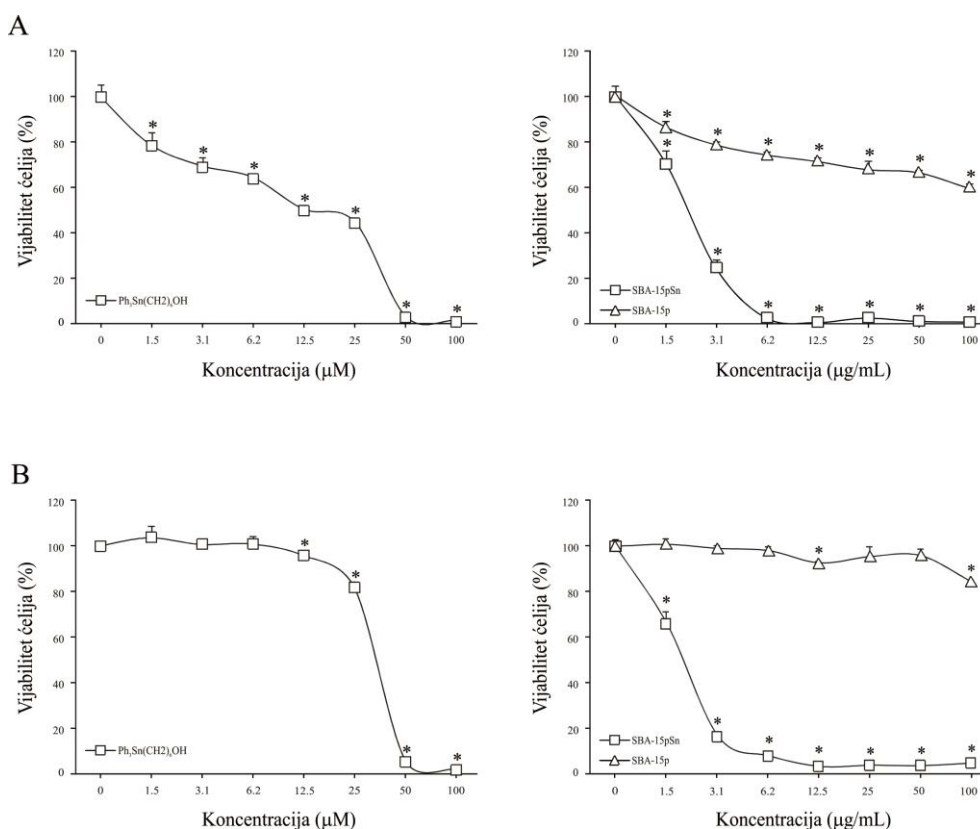 A
120
100
80
60
40
20
0
Vijabilitet ćelija (%)
* * * * * * *
Ph₃Sn(CH2)₆OH
0 1.5 3.1 6.2 12.5 25 50 100
Koncentracija (μM)
120
100
80
60
40
20
0
Vijabilitet ćelija (%)
* * * * * * *
* * * * * * *
SBA-15pSn
SBA-15p
0 1.5 3.1 6.2 12.5 25 50 100
Koncentracija (μg/mL)
B
120
100
80
60
40
20
0
Vijabilitet ćelija (%)
* * * *
Ph₃Sn(CH2)₆OH
0 1.5 3.1 6.2 12.5 25 50 100
Koncentracija (μM)
120
100
80
60
40
20
0
Vijabilitet ćelija (%)
* *
* * * * * * *
SBA-15pSn
SBA-15p
0 1.5 3.1 6.2 12.5 25 50 100
Koncentracija (μg/mL)